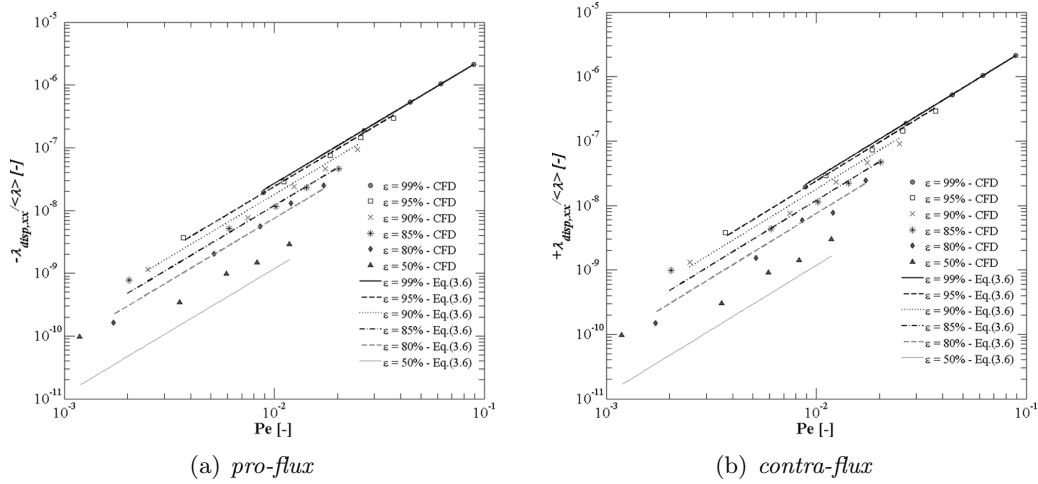 10^-5
10^-6
10^-7
10^-8
10^-9
10^-10
10^-11
-λ_disp,xx/<λ> [-]
ε = 99% - CFD
ε = 95% - CFD
ε = 90% - CFD
ε = 85% - CFD
ε = 80% - CFD
ε = 50% - CFD
ε = 99% - Eq.(3.6)
ε = 95% - Eq.(3.6)
ε = 90% - Eq.(3.6)
ε = 85% - Eq.(3.6)
ε = 80% - Eq.(3.6)
ε = 50% - Eq.(3.6)
10^-3 10^-2 10^-1
Pe [-]
(a) pro-flux
10^-5
10^-6
10^-7
10^-8
10^-9
10^-10
10^-11
+λ_disp,xx/<λ> [-]
ε = 99% - CFD
ε = 95% - CFD
ε = 90% - CFD
ε = 85% - CFD
ε = 80% - CFD
ε = 50% - CFD
ε = 99% - Eq.(3.6)
ε = 95% - Eq.(3.6)
ε = 90% - Eq.(3.6)
ε = 85% - Eq.(3.6)
ε = 80% - Eq.(3.6)
ε = 50% - Eq.(3.6)
10^-3 10^-2 10^-1
Pe [-]
(b) contra-flux